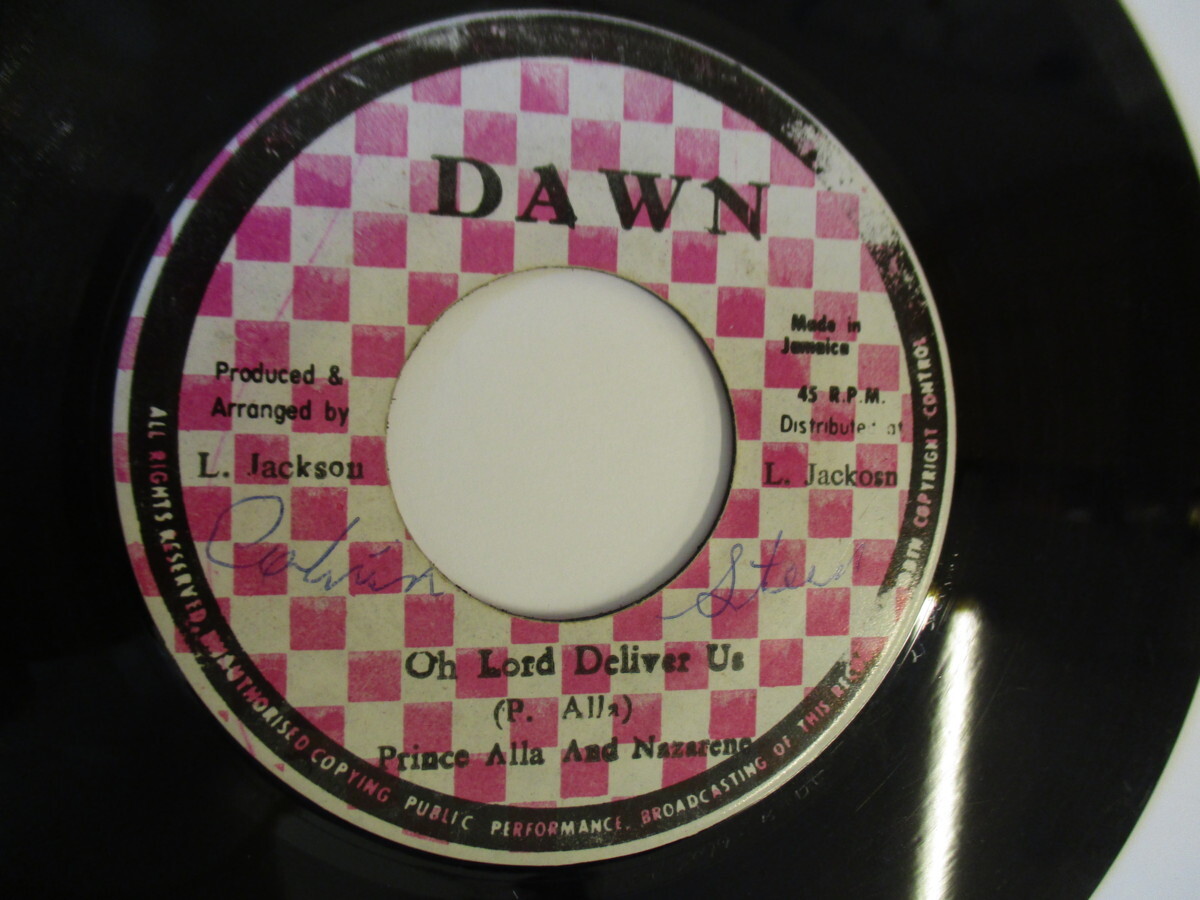 DAWN
Made in
Jamaica
45 R.P.M.
Distributed at
L. Jackosn
Produced &
Arranged by
L. Jackson
Oh Lord Deliver Us
(P. Alla)
Prince Alla And Nazarene
ALL RIGHTS RESERVED. UNAUTHORISED COPYING PUBLIC PERFORMANCE. BROADCASTING OF THIS REC
COPYRIGHT CONTROL